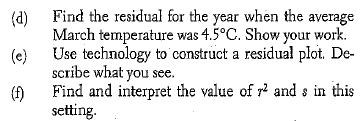 (d) Find the residual for the year when the average
March temperature was 4.5°C. Show your work.
(e) Use technology to construct a residual plot. De-
scribe what you see.
(f) Find and interpret the value of r² and s in this
setting.